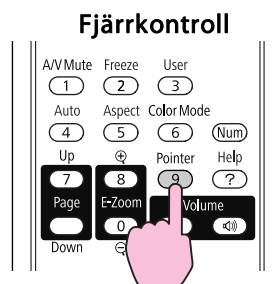 Fjärrkontroll
A/V Mute Freeze User
1 2 3
Auto Aspect Color Mode
4 5 6 Num
Up Pointer Help
7 8 9 ?
Page E-Zoom Volume
0
Down